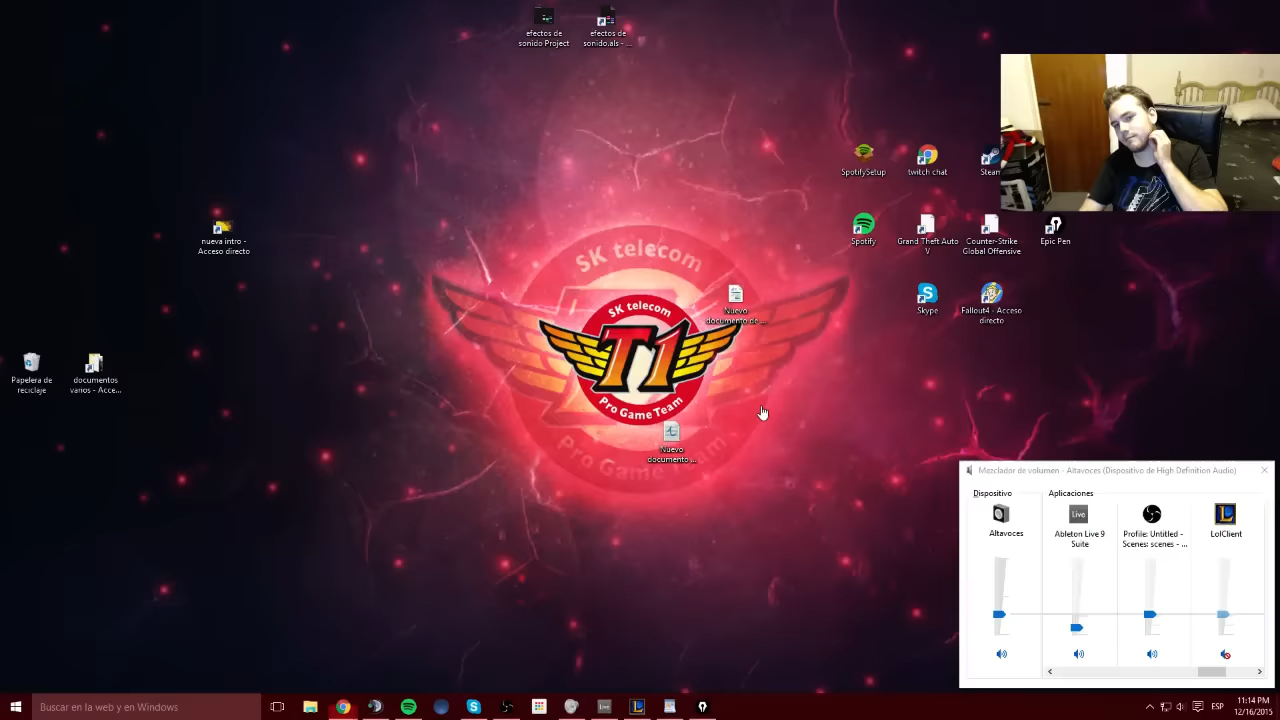 efectos de
sonido Project
efectos de
sonido.als - ...
SpotifySetup
twitch chat
Steam
nueva intro -
Acceso directo
Spotify
Grand Theft Auto
V
Counter-Strike
Global Offensive
Epic Pen
SK telecom
SK telecom
T1
Pro Game Team
Pro Game Team
Nuevo
documento de ...
Skype
Fallout4 - Acceso
directo
Papelera de
reciclaje
documentos
varios - Acce...
Nuevo
documento ...
Mezclador de volumen - Altavoces (Dispositivo de High Definition Audio)
Dispositivo
Aplicaciones
Live
L
Altavoces
Ableton Live 9
Suite
Profile: Untitled -
Scenes: scenes - ...
LolClient
Buscar en la web y en Windows
Live
L
ESP
11:14 PM
12/16/2015